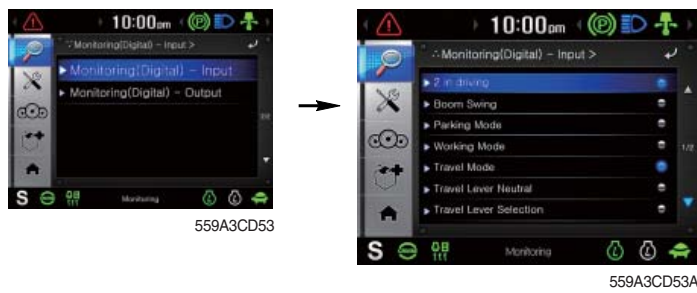 10:00pm
Monitoring(Digital) - Input >
Monitoring(Digital) - Input
Monitoring(Digital) - Output
S
Monitoring
559A3CD53
10:00pm
Monitoring(Digital) - Input >
2 in driving
Boom Swing
Parking Mode
Working Mode
1/2
Travel Mode
Travel Lever Neutral
Travel Lever Selection
S
Monitoring
559A3CD53A